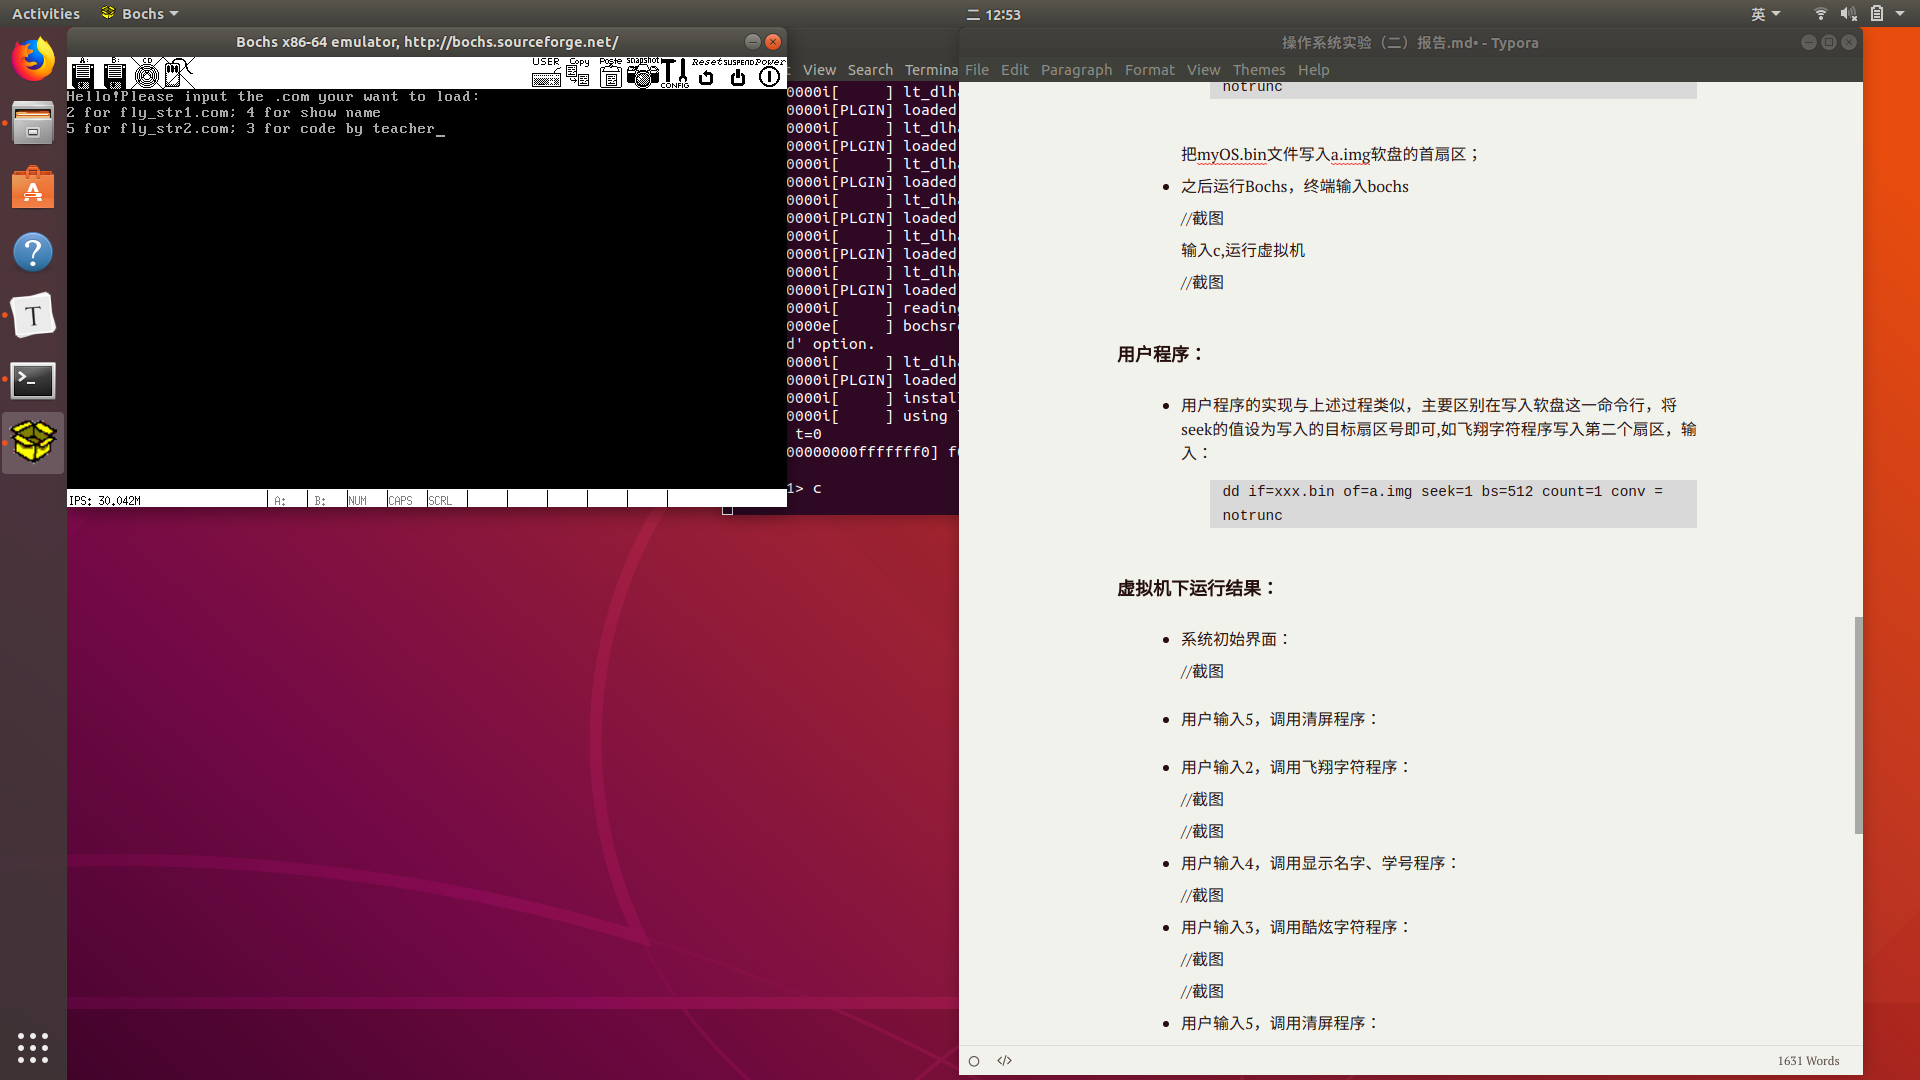 Activities
Bochs
二 12:53
英
Bochs x86-64 emulator, http://bochs.sourceforge.net/
A:
B:
CD
USER
Copy
Paste
snapshot
CONFIG
Reset
SUSPEND
Power
Hello!Please input the .com your want to load:
2 for fly_str1.com; 4 for show name
5 for fly_str2.com; 3 for code by teacher_
IPS: 30.042M
A:
B:
NUM
CAPS
SCRL
t View Search Termina
0000i[      ] lt_dlha
0000i[PLGIN] loaded
0000i[      ] lt_dlha
0000i[PLGIN] loaded
0000i[      ] lt_dlha
0000i[PLGIN] loaded
0000i[      ] lt_dlha
0000i[PLGIN] loaded
0000i[      ] lt_dlha
0000i[PLGIN] loaded
0000i[      ] lt_dlha
0000i[PLGIN] loaded
0000i[      ] reading
0000e[      ] bochsr
d' option.
0000i[      ] lt_dlha
0000i[PLGIN] loaded
0000i[      ] install
0000i[      ] using
t=0
00000000fffffff0] f
1> c
操作系统实验（二）报告.md• - Typora
File Edit Paragraph Format View Themes Help
notrunc
把myOS.bin文件写入a.img软盘的首扇区；
之后运行Bochs，终端输入bochs
//截图
输入c,运行虚拟机
//截图
用户程序：
用户程序的实现与上述过程类似，主要区别在写入软盘这一命令行，将
seek的值设为写入的目标扇区号即可,如飞翔字符程序写入第二个扇区，输
入：
dd if=xxx.bin of=a.img seek=1 bs=512 count=1 conv =
notrunc
虚拟机下运行结果：
系统初始界面：
//截图
用户输入5，调用清屏程序：
用户输入2，调用飞翔字符程序：
//截图
//截图
用户输入4，调用显示名字、学号程序：
//截图
用户输入3，调用酷炫字符程序：
//截图
//截图
用户输入5，调用清屏程序：
</>
1631 Words